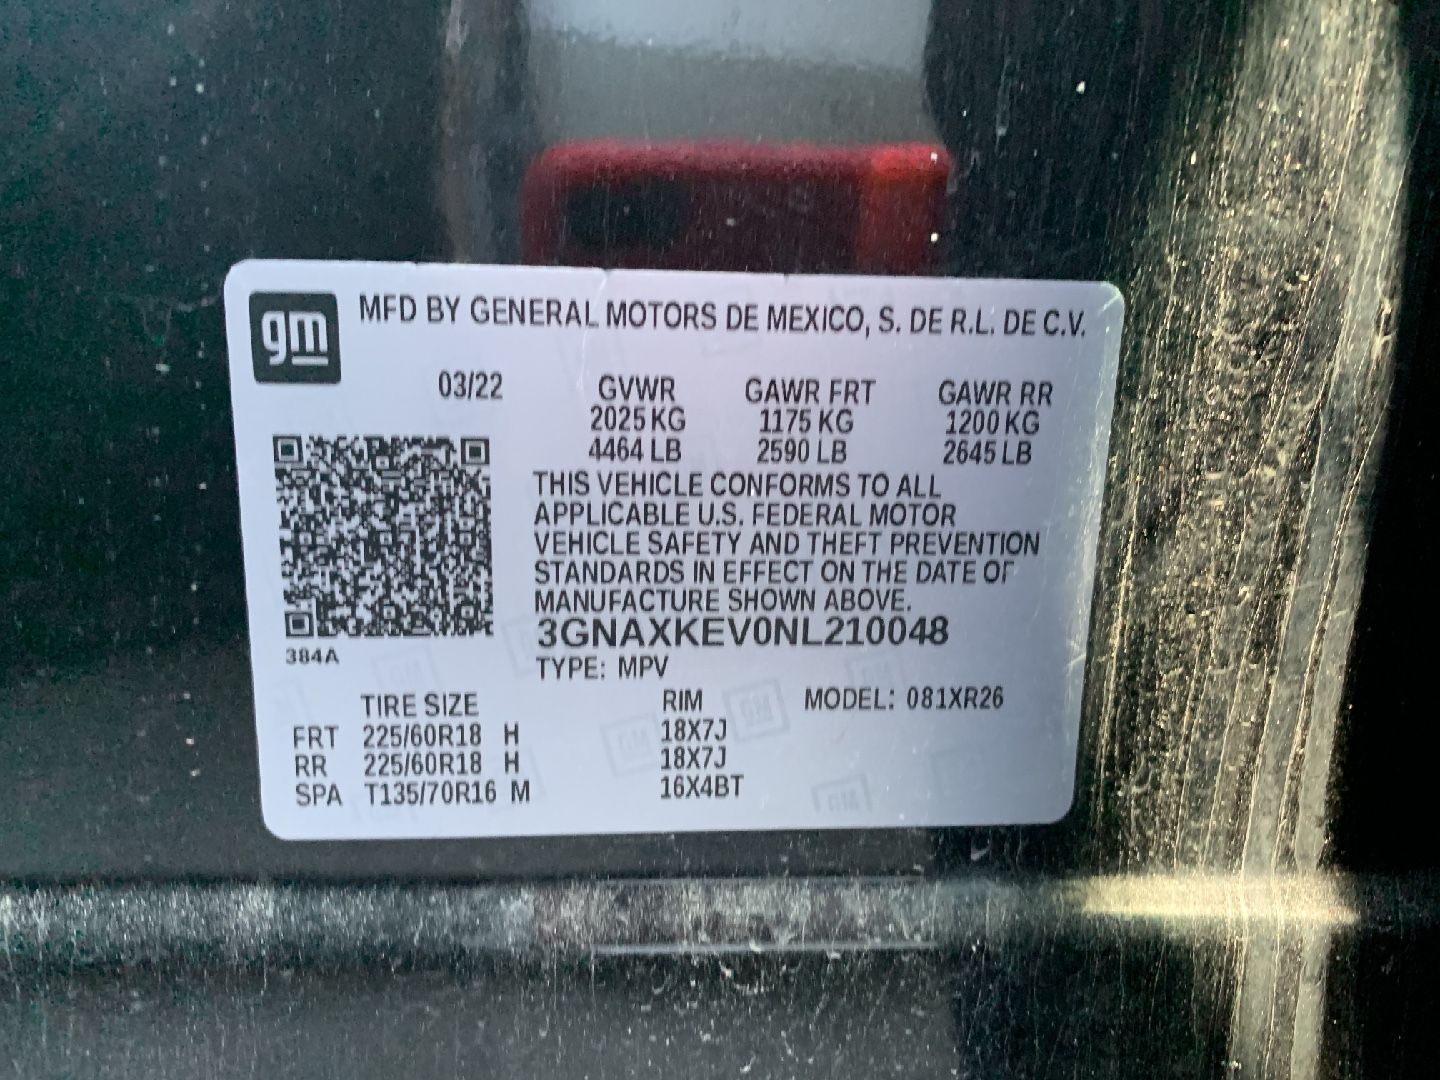 gm
MFD BY GENERAL MOTORS DE MEXICO, S. DE R.L. DE C.V.
03/22 GVWR GAWR FRT GAWR RR
2025 KG 1175 KG 1200 KG
4464 LB 2590 LB 2645 LB
THIS VEHICLE CONFORMS TO ALL
APPLICABLE U.S. FEDERAL MOTOR
VEHICLE SAFETY AND THEFT PREVENTION
STANDARDS IN EFFECT ON THE DATE OF
MANUFACTURE SHOWN ABOVE.
3GNAXKEV0NL210048
384A
TYPE: MPV
TIRE SIZE RIM MODEL: 081XR26
FRT 225/60R18 H 18X7J
RR 225/60R18 H 18X7J
SPA T135/70R16 M 16X4BT